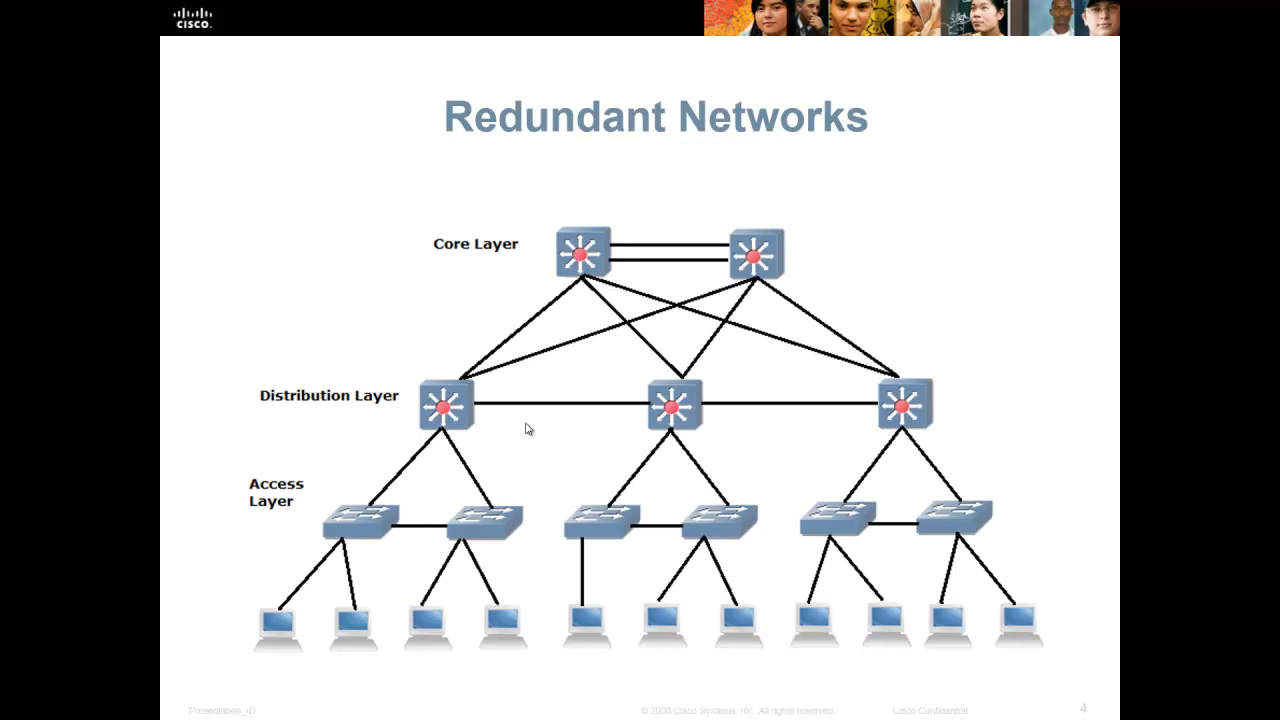 CISCO.
Redundant Networks
Core Layer
Distribution Layer
Access
Layer
Presentation_ID
© 2008 Cisco Systems, Inc. All rights reserved.
Cisco Confidential
4